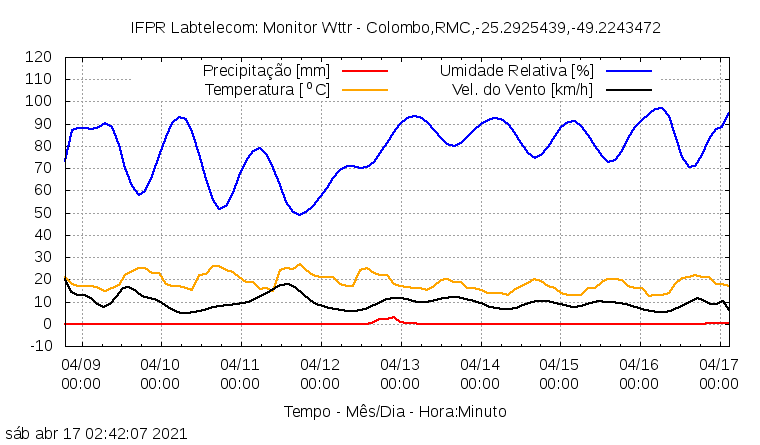 IFPR Labtelecom: Monitor Wttr - Colombo,RMC,-25.2925439,-49.2243472
Precipitação [mm]
Temperatura [ ⁰C]
Umidade Relativa [%]
Vel. do Vento [km/h]
120
110
100
90
80
70
60
50
40
30
20
10
0
-10
04/09 04/10 04/11 04/12 04/13 04/14 04/15 04/16 04/17
00:00 00:00 00:00 00:00 00:00 00:00 00:00 00:00 00:00
Tempo - Mês/Dia - Hora:Minuto
sáb abr 17 02:42:07 2021